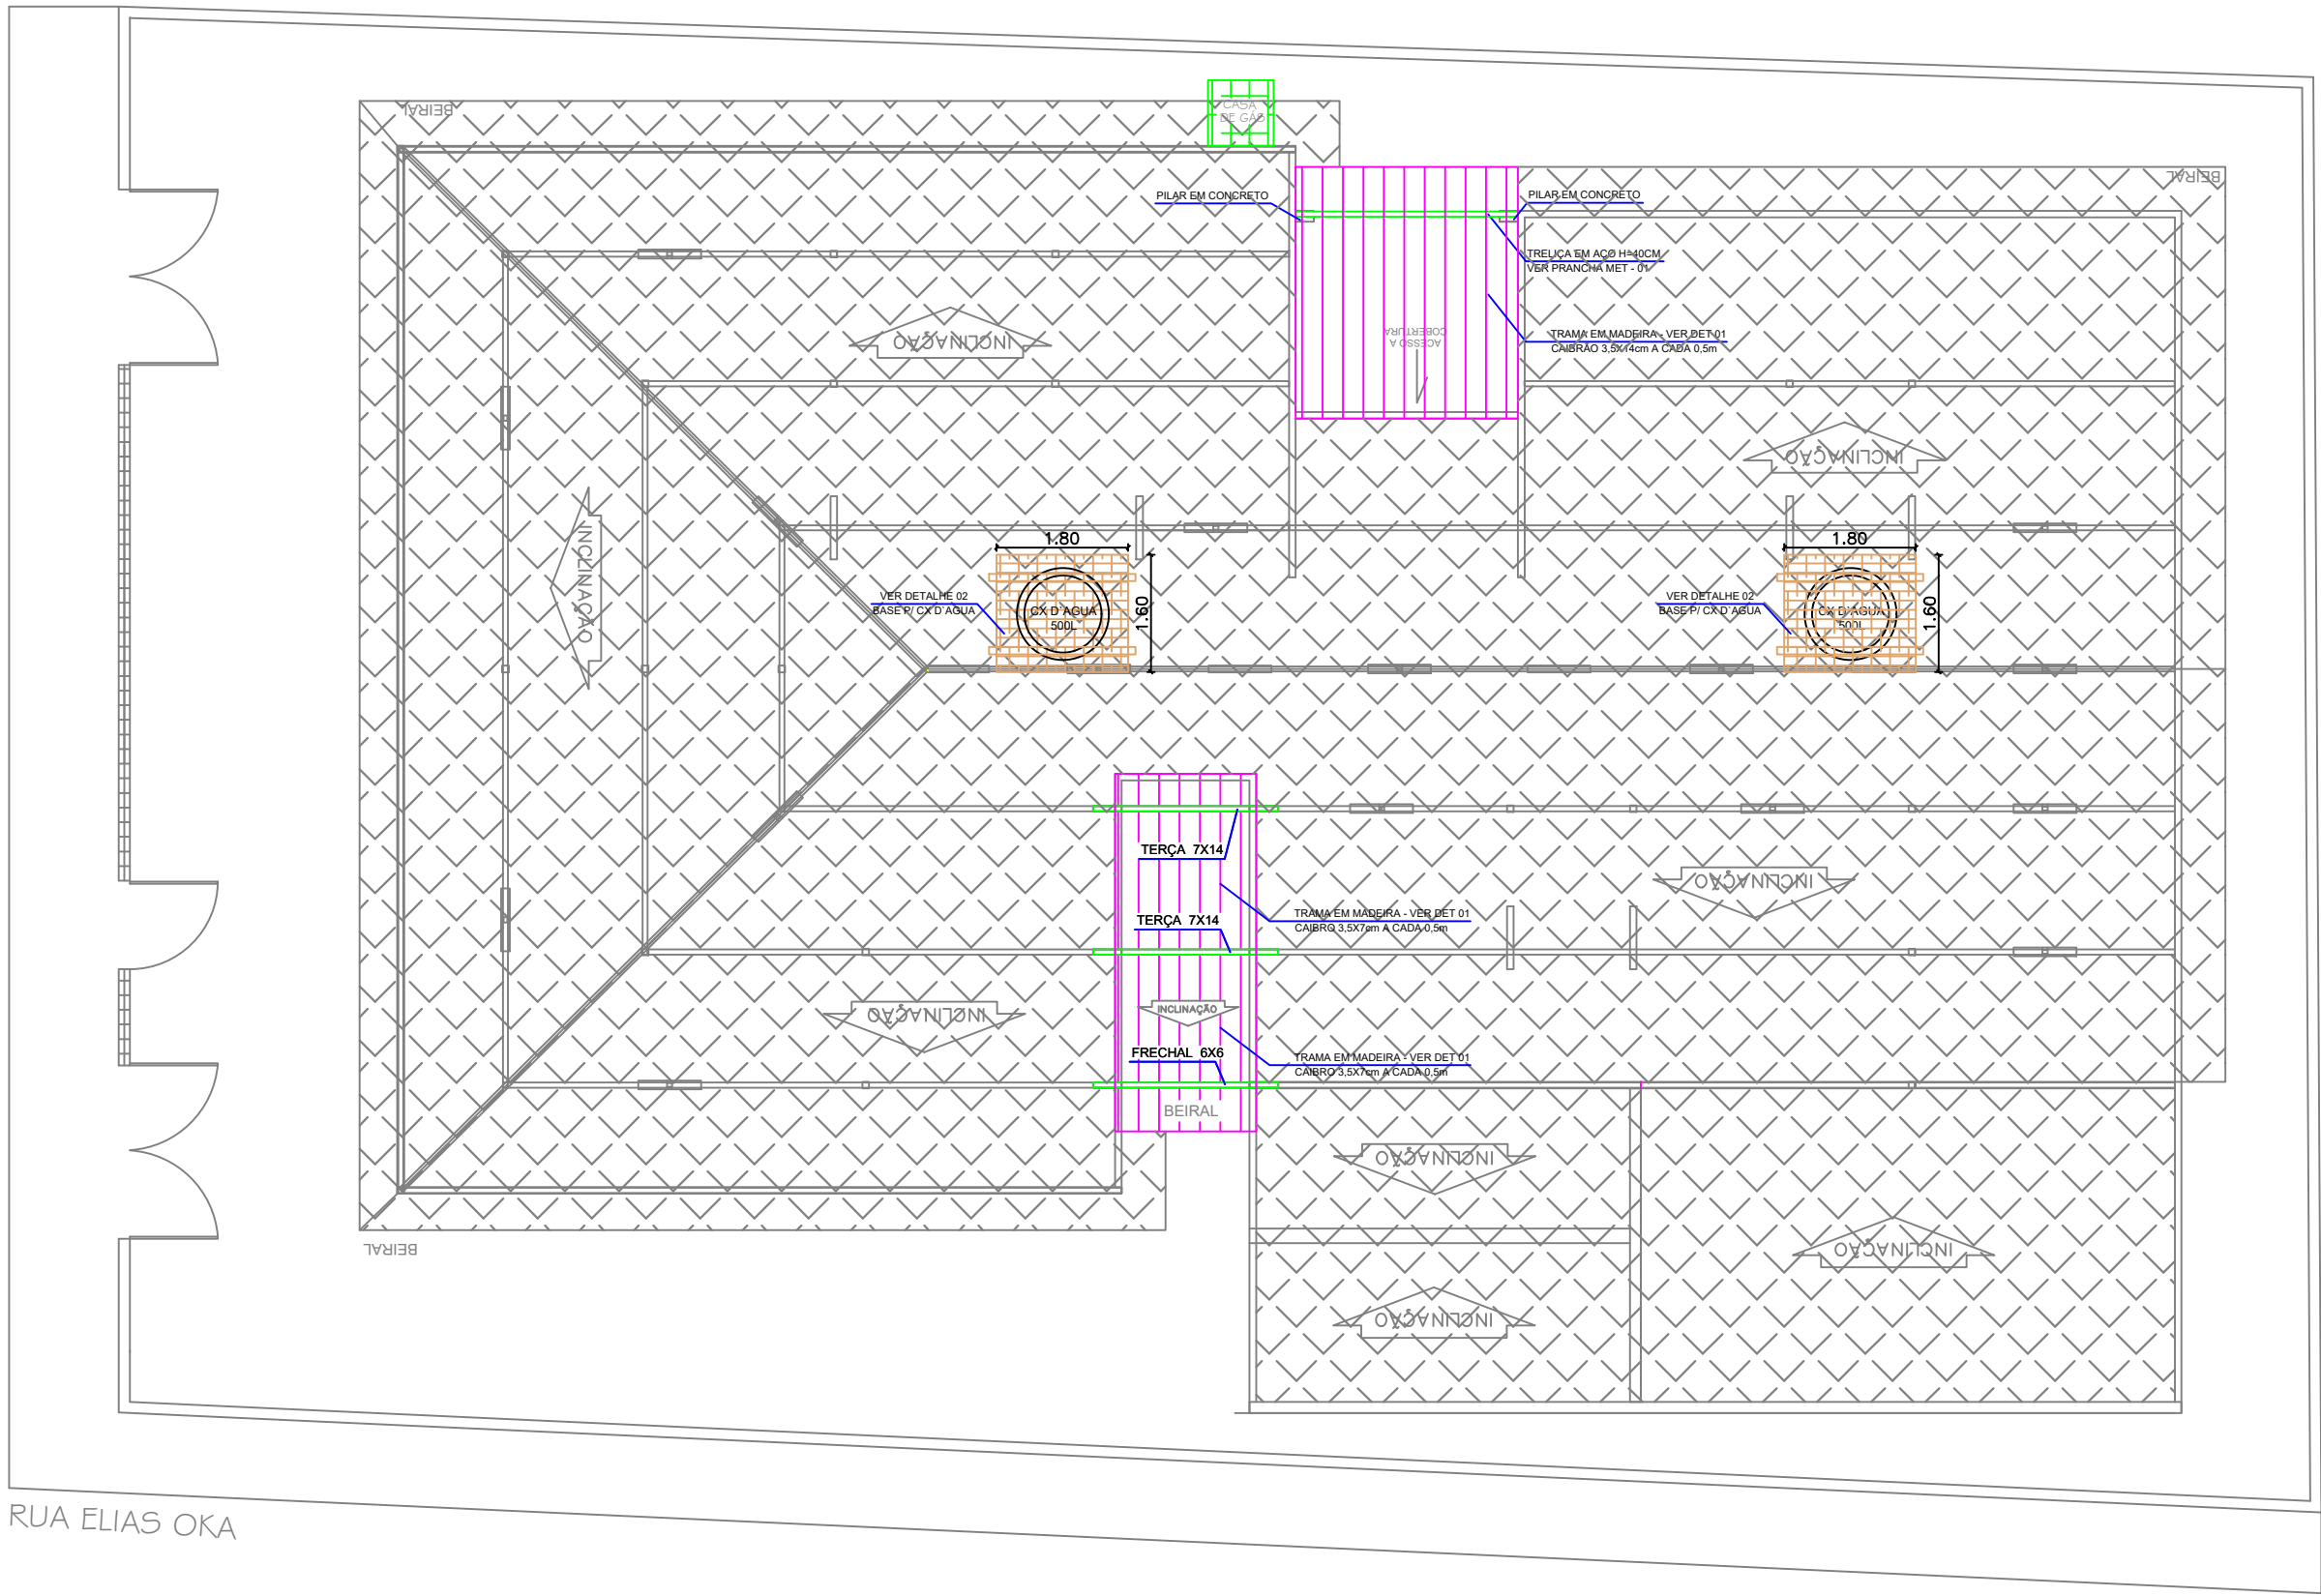 BEIRAL
CASA
DE GÁS
BEIRAL
PILAR EM CONCRETO
PILAR EM CONCRETO
TRELIÇA EM AÇO H=40CM
VER PRANCHA MET - 01
INCLINAÇÃO
ACESSO A
COBERTURA
TRAMA EM MADEIRA - VER DET 01
CAIBRÃO 3,5X14cm A CADA 0,5m
INCLINAÇÃO
INCLINAÇÃO
1.80
1.80
VER DETALHE 02
BASE P/ CX D`AGUA
CX D`AGUA
500L
1.60
VER DETALHE 02
BASE P/ CX D`AGUA
CX D`AGUA
500L
1.60
TERÇA 7X14
INCLINAÇÃO
TERÇA 7X14
TRAMA EM MADEIRA - VER DET 01
CAIBRO 3,5X7cm A CADA 0,5m
INCLINAÇÃO
INCLINAÇÃO
FRECHAL 6X6
TRAMA EM MADEIRA - VER DET 01
CAIBRO 3,5X7cm A CADA 0,5m
BEIRAL
INCLINAÇÃO
BEIRAL
INCLINAÇÃO
INCLINAÇÃO
RUA ELIAS OKA